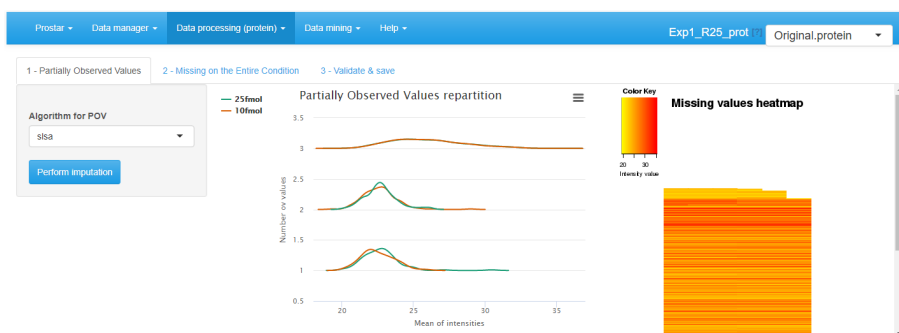 Prostar Data manager Data processing (protein) Data mining Help Exp1_R25_prot [?] Original.protein
1 - Partially Observed Values 2 - Missing on the Entire Condition 3 - Validate & save
Algorithm for POV
slsa
Perform imputation
25fmol
10fmol
Partially Observed Values repartition
Number ov values
3.5
3
2.5
2
1.5
1
0.5
20 25 30 35
Mean of intensities
Color Key
20 30
Intensity value
Missing values heatmap